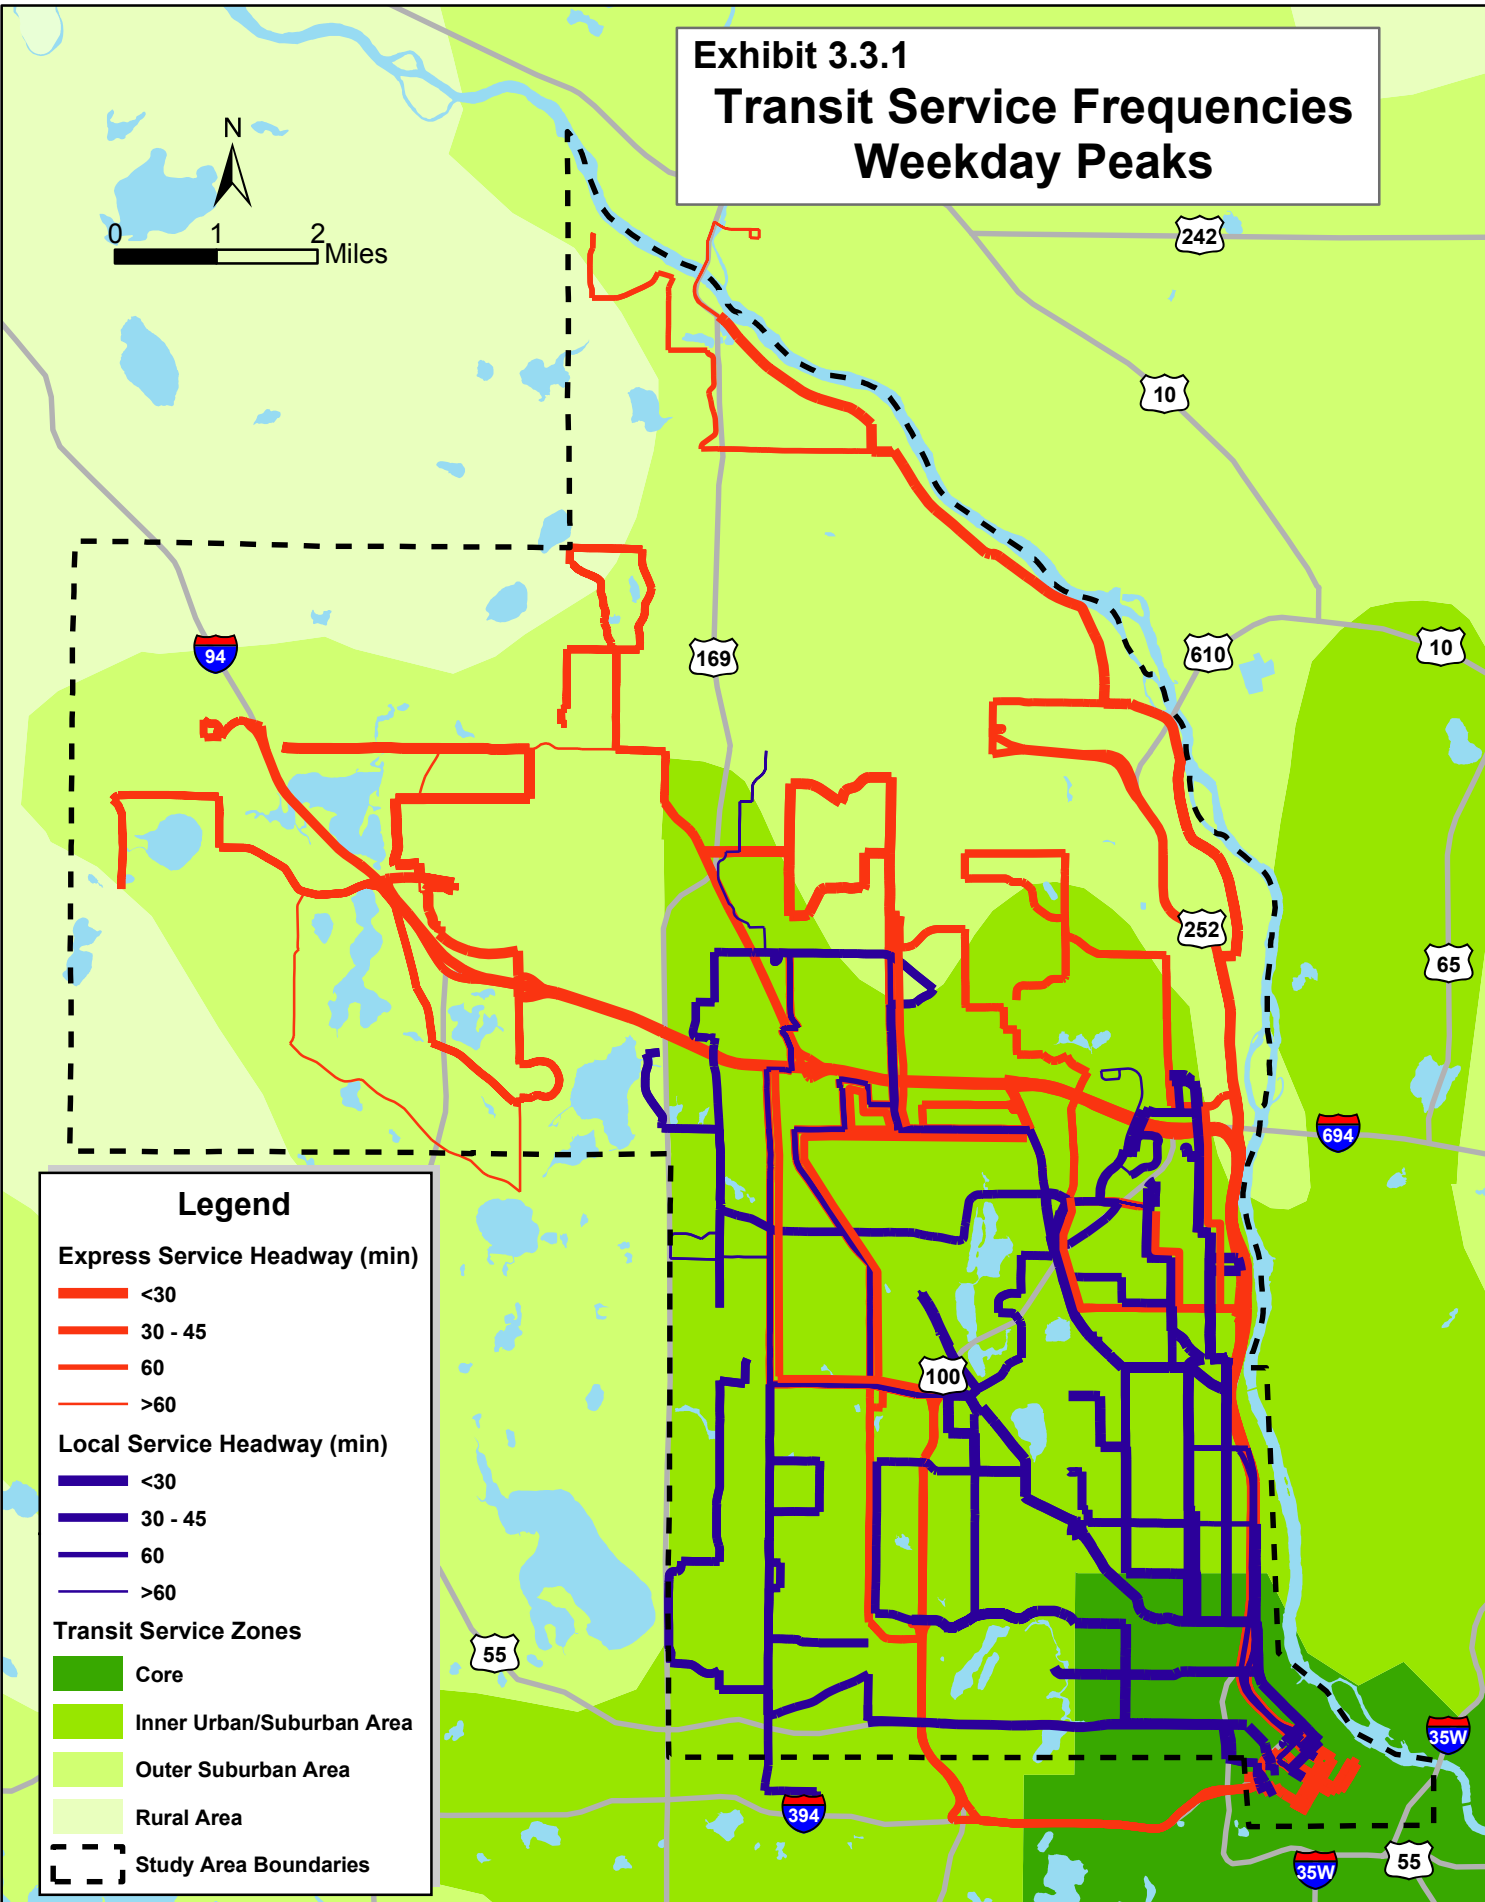 Exhibit 3.3.1
Transit Service Frequencies
Weekday Peaks
N
0 1 2
Miles
242
10
94
169
610
10
252
65
694
100
55
394
35W
35W
55
Legend
Express Service Headway (min)
<30
30 - 45
60
>60
Local Service Headway (min)
<30
30 - 45
60
>60
Transit Service Zones
Core
Inner Urban/Suburban Area
Outer Suburban Area
Rural Area
Study Area Boundaries